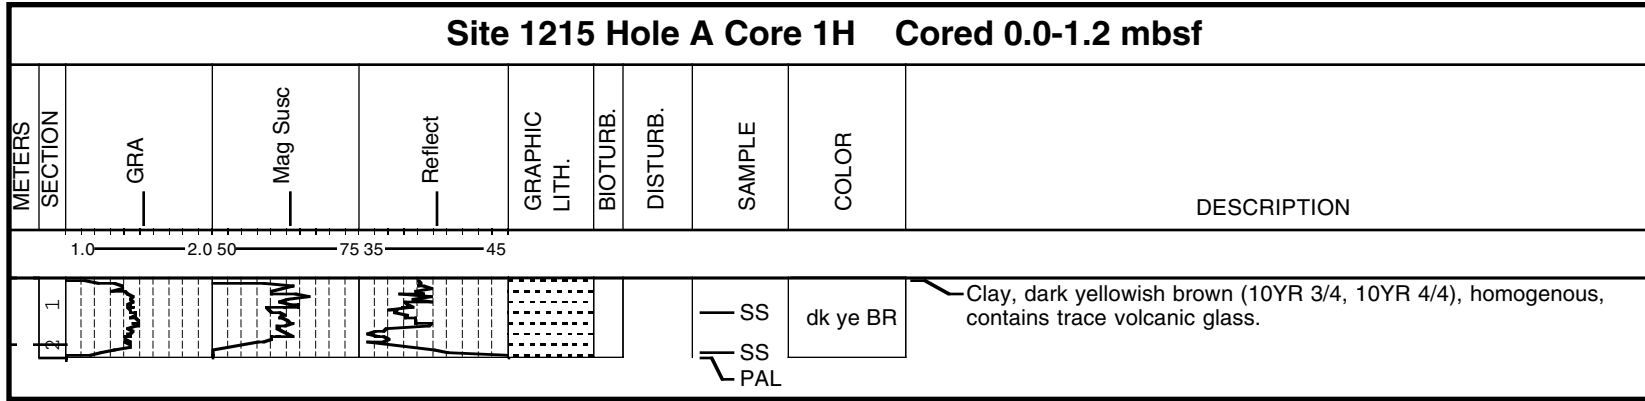 Site 1215 Hole A Core 1H Cored 0.0-1.2 mbsf
METERS
SECTION
GRA
Mag Susc
Reflect
GRAPHIC
LITH.
BIOTURB.
DISTURB.
SAMPLE
COLOR
DESCRIPTION
1.0 2.0 50 75 35 45
1
2
SS
SS
PAL
dk ye BR
Clay, dark yellowish brown (10YR 3/4, 10YR 4/4), homogenous,
contains trace volcanic glass.